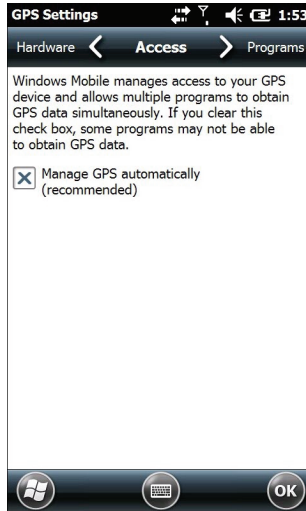 GPS Settings 1:53
Hardware Access Programs
Windows Mobile manages access to your GPS
device and allows multiple programs to obtain
GPS data simultaneously. If you clear this
check box, some programs may not be able
to obtain GPS data.
Manage GPS automatically
(recommended)
OK